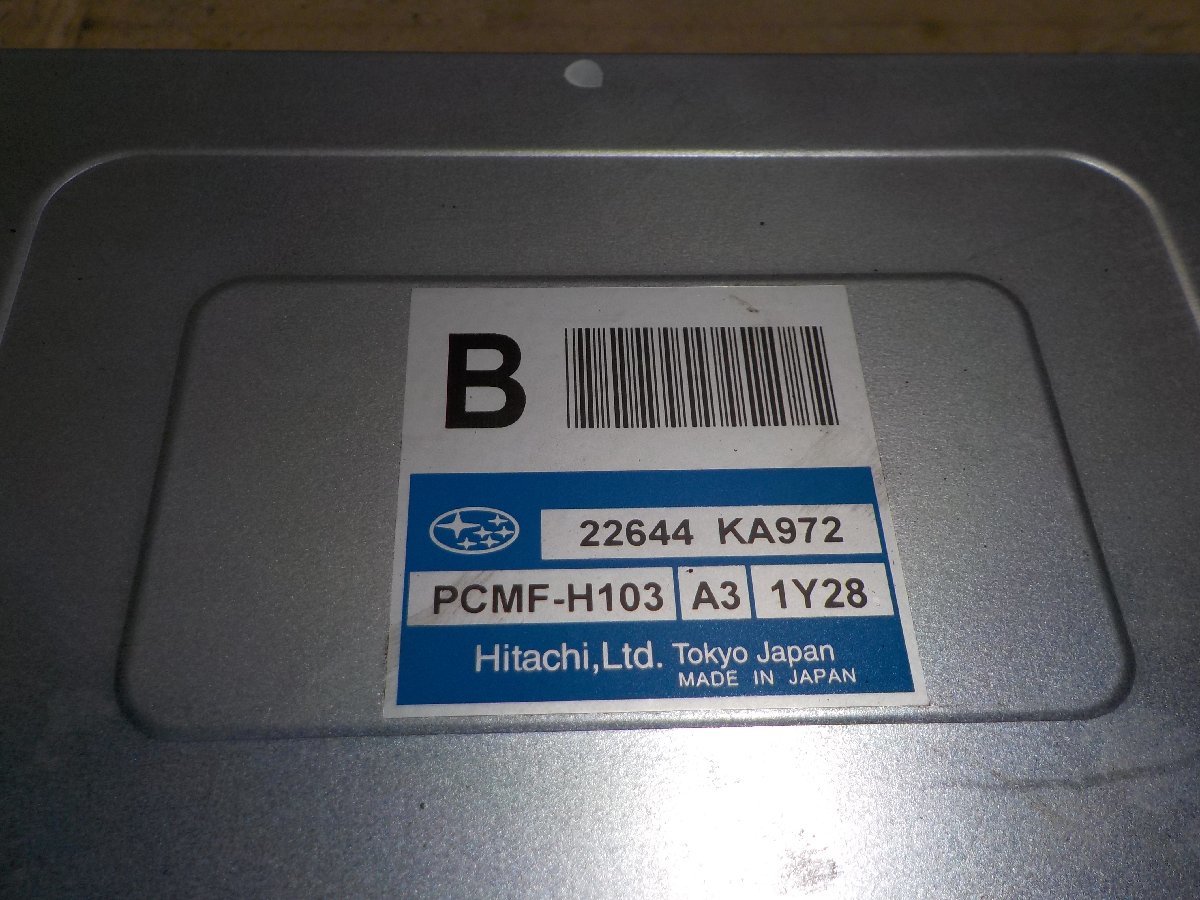 B
22644 KA972
PCMF-H103 A3 1Y28
Hitachi,Ltd. Tokyo Japan
MADE IN JAPAN